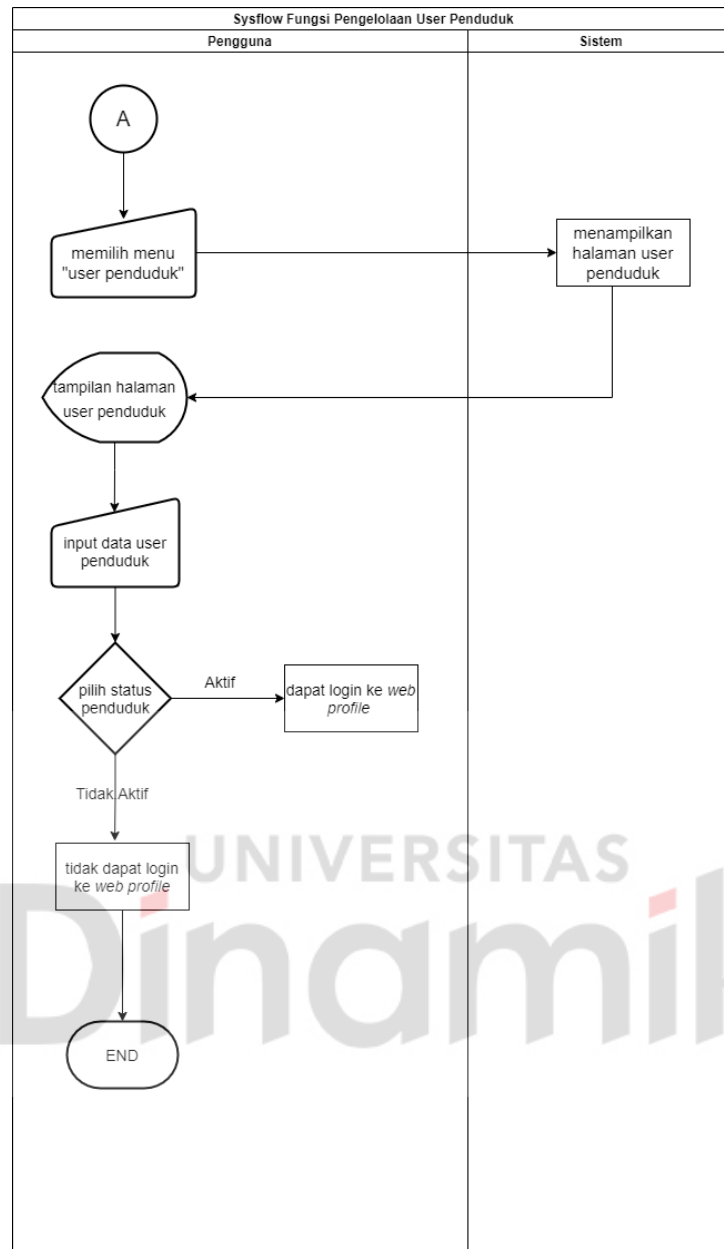 Sysflow Fungsi Pengelolaan User Penduduk
Pengguna
Sistem
A
memilih menu
"user penduduk"
menampilkan
halaman user
penduduk
tampilan halaman
user penduduk
input data user
penduduk
pilih status
penduduk
Aktif
dapat login ke web
profile
Tidak Aktif
tidak dapat login
ke web profile
END
UNIVERSITAS
Dinamik